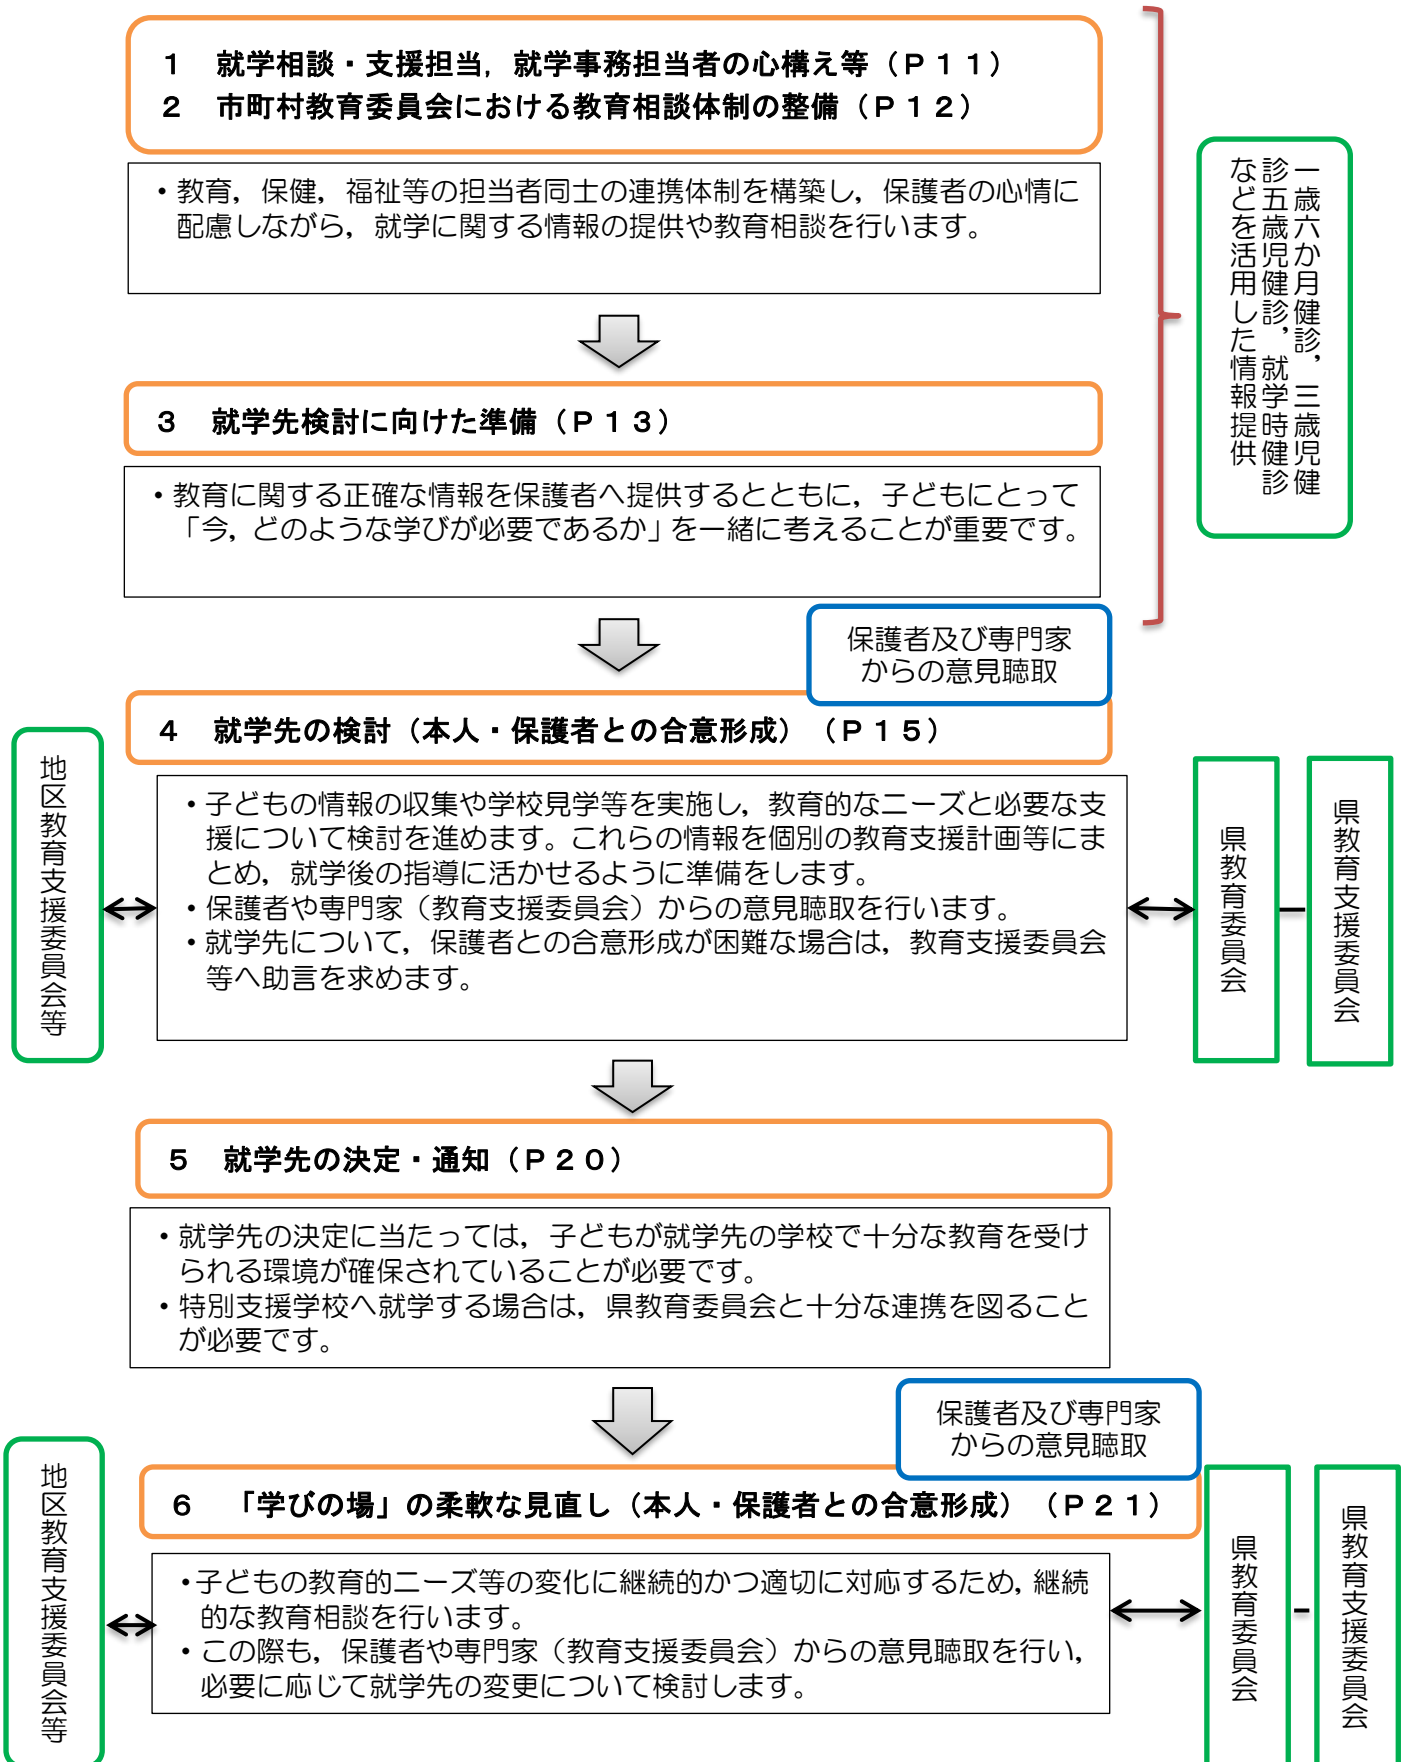 1　就学相談・支援担当，就学事務担当者の心構え等（Ｐ１１）
2　市町村教育委員会における教育相談体制の整備（Ｐ１２）
・教育，保健，福祉等の担当者同士の連携体制を構築し，保護者の心情に
配慮しながら，就学に関する情報の提供や教育相談を行います。
一歳六か月健診，三歳児健
診五歳児健診，就学時健診
などを活用した情報提供
3　就学先検討に向けた準備（Ｐ１３）
・教育に関する正確な情報を保護者へ提供するとともに，子どもにとって
「今，どのような学びが必要であるか」を一緒に考えることが重要です。
保護者及び専門家
からの意見聴取
4　就学先の検討（本人・保護者との合意形成）（Ｐ１５）
地区教育支援委員会等
・子どもの情報の収集や学校見学等を実施し，教育的なニーズと必要な支
援について検討を進めます。これらの情報を個別の教育支援計画等にま
とめ，就学後の指導に活かせるように準備をします。
・保護者や専門家（教育支援委員会）からの意見聴取を行います。
・就学先について，保護者との合意形成が困難な場合は，教育支援委員会
等へ助言を求めます。
県教育委員会
県教育支援委員会
5　就学先の決定・通知（Ｐ２０）
・就学先の決定に当たっては，子どもが就学先の学校で十分な教育を受け
られる環境が確保されていることが必要です。
・特別支援学校へ就学する場合は，県教育委員会と十分な連携を図ること
が必要です。
保護者及び専門家
からの意見聴取
6　「学びの場」の柔軟な見直し（本人・保護者との合意形成）（Ｐ２１）
地区教育支援委員会等
・子どもの教育的ニーズ等の変化に継続的かつ適切に対応するため，継続
的な教育相談を行います。
・この際も，保護者や専門家（教育支援委員会）からの意見聴取を行い，
必要に応じて就学先の変更について検討します。
県教育委員会
県教育支援委員会